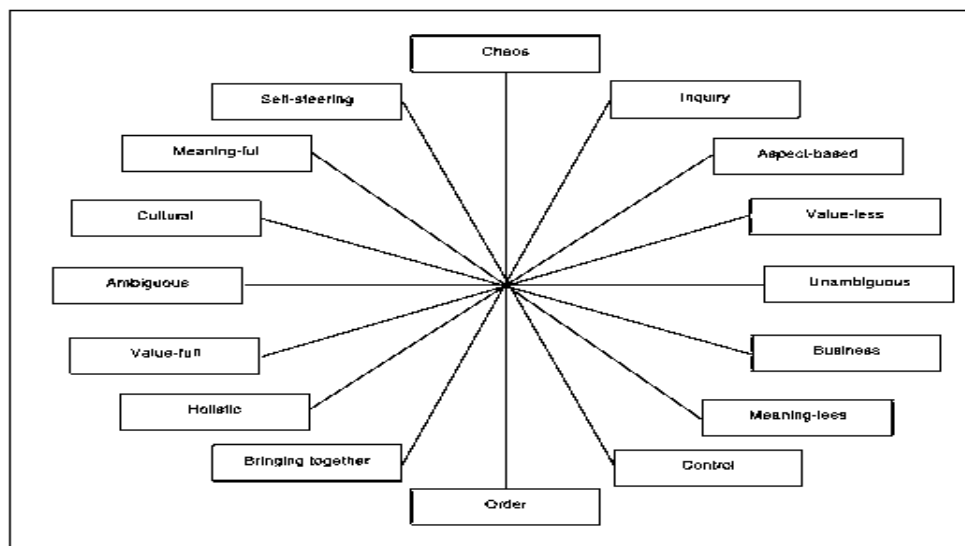 Chaos
Self-steering
Inquiry
Meaning-ful
Aspect-based
Cultural
Value-less
Ambiguous
Unambiguous
Value-full
Business
Holistic
Meaning-less
Bringing together
Control
Order